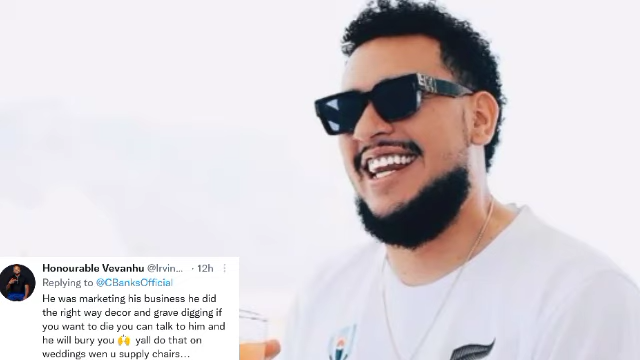 Honourable Vevanhu @Irvin... · 12h
Replying to @CBanksOfficial
He was marketing his business he did
the right way decor and grave digging if
you want to die you can talk to him and
he will bury you 🙌 yall do that on
weddings wen u supply chairs...